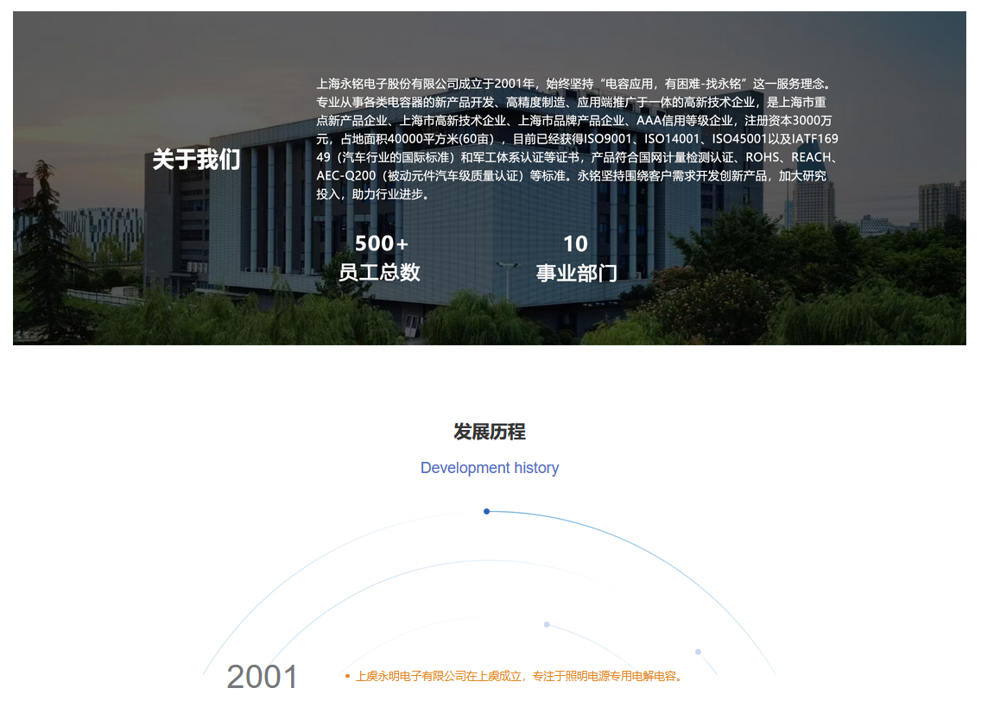 关于我们
上海永铭电子股份有限公司成立于2001年，始终坚持“电容应用，有困难-找永铭”这一服务理念。
专业从事各类电容器的新产品开发、高精度制造、应用端推广于一体的高新技术企业，是上海市重
点新产品企业、上海市高新技术企业、上海市品牌产品企业、AAA信用等级企业，注册资本3000万
元，占地面积40000平方米(60亩），目前已经获得ISO9001、ISO14001、ISO45001以及IATF169
49（汽车行业的国际标准）和军工体系认证等证书，产品符合国网计量检测认证、ROHS、REACH、
AEC-Q200（被动元件汽车级质量认证）等标准。永铭坚持围绕客户需求开发创新产品，加大研究
投入，助力行业进步。
500+
员工总数
10
事业部门
发展历程
Development history
2001
• 上虞永明电子有限公司在上虞成立，专注于照明电源专用电解电容。